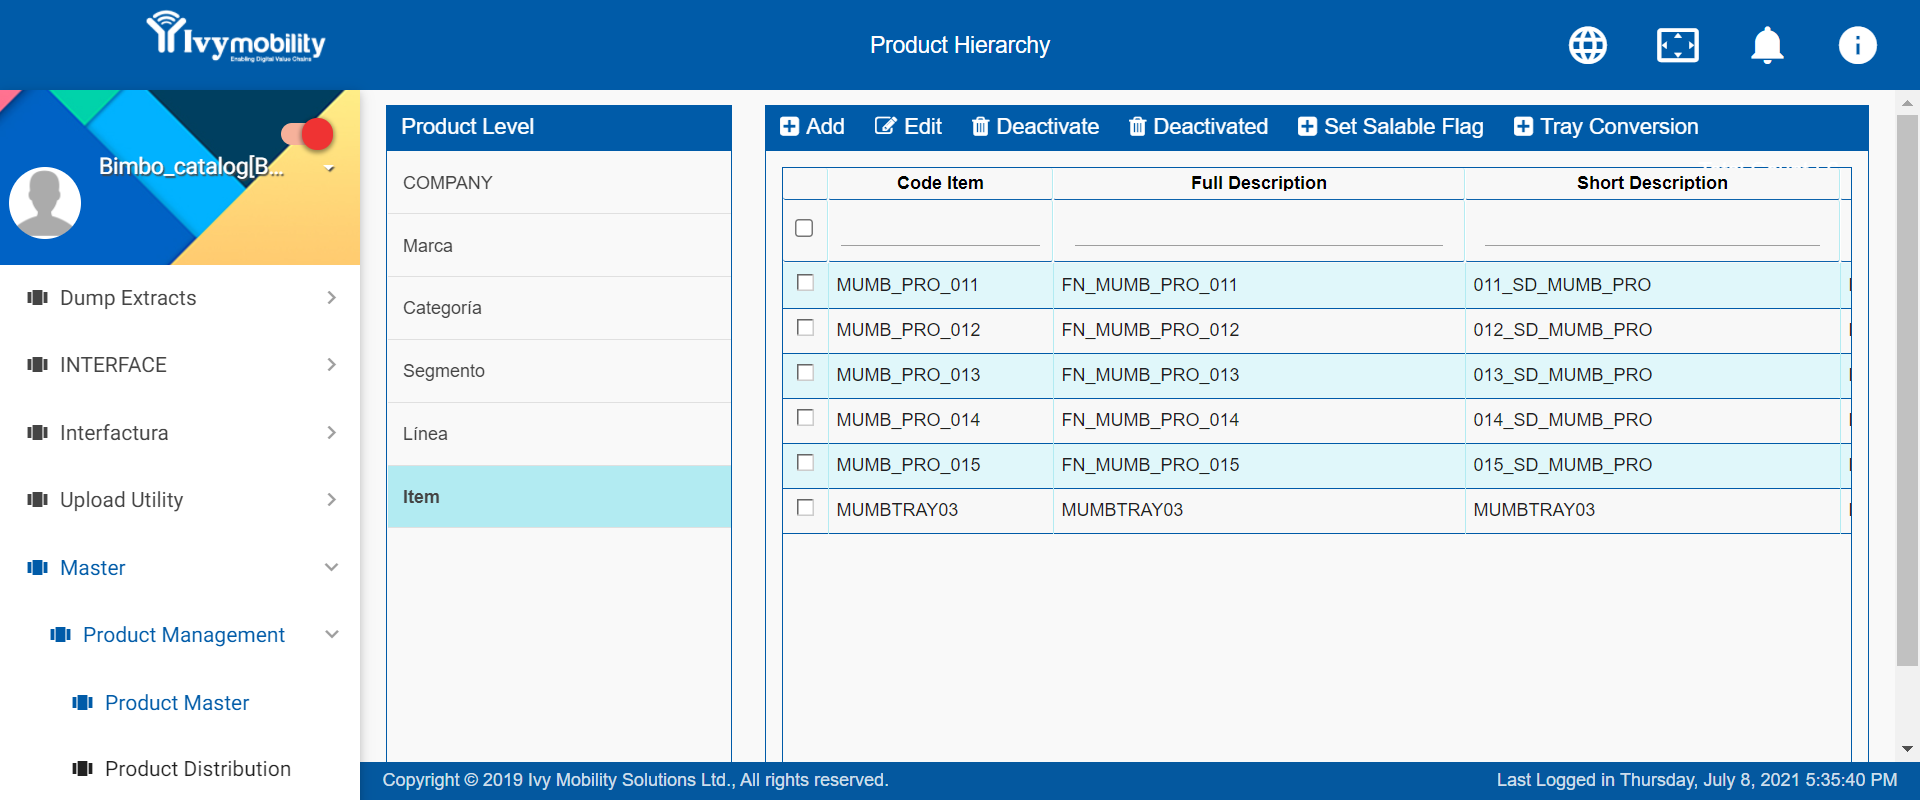 Ivymobility
Enabling Digital Value Chains
Product Hierarchy
Bimbo_catalog[B...
Dump Extracts
INTERFACE
Interfactura
Upload Utility
Master
Product Management
Product Master
Product Distribution
Product Level
COMPANY
Marca
Categoría
Segmento
Línea
Item
Add Edit Deactivate Deactivated Set Salable Flag Tray Conversion
Code Item Full Description Short Description
MUMB_PRO_011 FN_MUMB_PRO_011 011_SD_MUMB_PRO
MUMB_PRO_012 FN_MUMB_PRO_012 012_SD_MUMB_PRO
MUMB_PRO_013 FN_MUMB_PRO_013 013_SD_MUMB_PRO
MUMB_PRO_014 FN_MUMB_PRO_014 014_SD_MUMB_PRO
MUMB_PRO_015 FN_MUMB_PRO_015 015_SD_MUMB_PRO
MUMBTRAY03 MUMBTRAY03 MUMBTRAY03
Copyright © 2019 Ivy Mobility Solutions Ltd., All rights reserved.
Last Logged in Thursday, July 8, 2021 5:35:40 PM